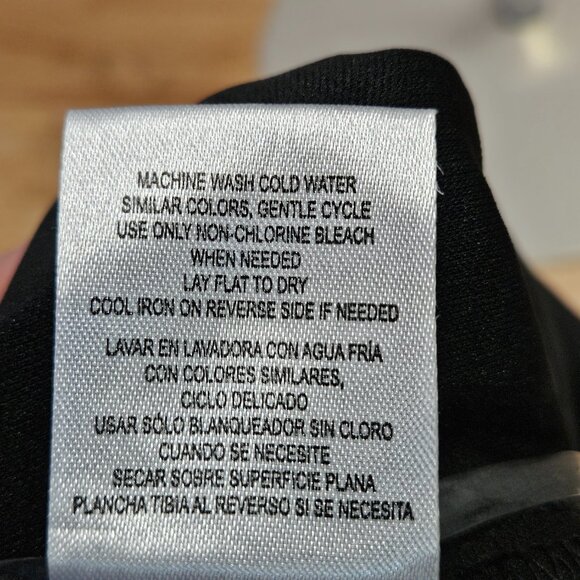 MACHINE WASH COLD WATER
SIMILAR COLORS, GENTLE CYCLE
USE ONLY NON-CHLORINE BLEACH
WHEN NEEDED
LAY FLAT TO DRY
COOL IRON ON REVERSE SIDE IF NEEDED
LAVAR EN LAVADORA CON AGUA FRÍA
CON COLORES SIMILARES,
CICLO DELICADO
USAR SÓLO BLANQUEADOR SIN CLORO
CUANDO SE NECESITE
SECAR SOBRE SUPERFICIE PLANA
PLANCHA TIBIA AL REVERSO SI SE NECESITA